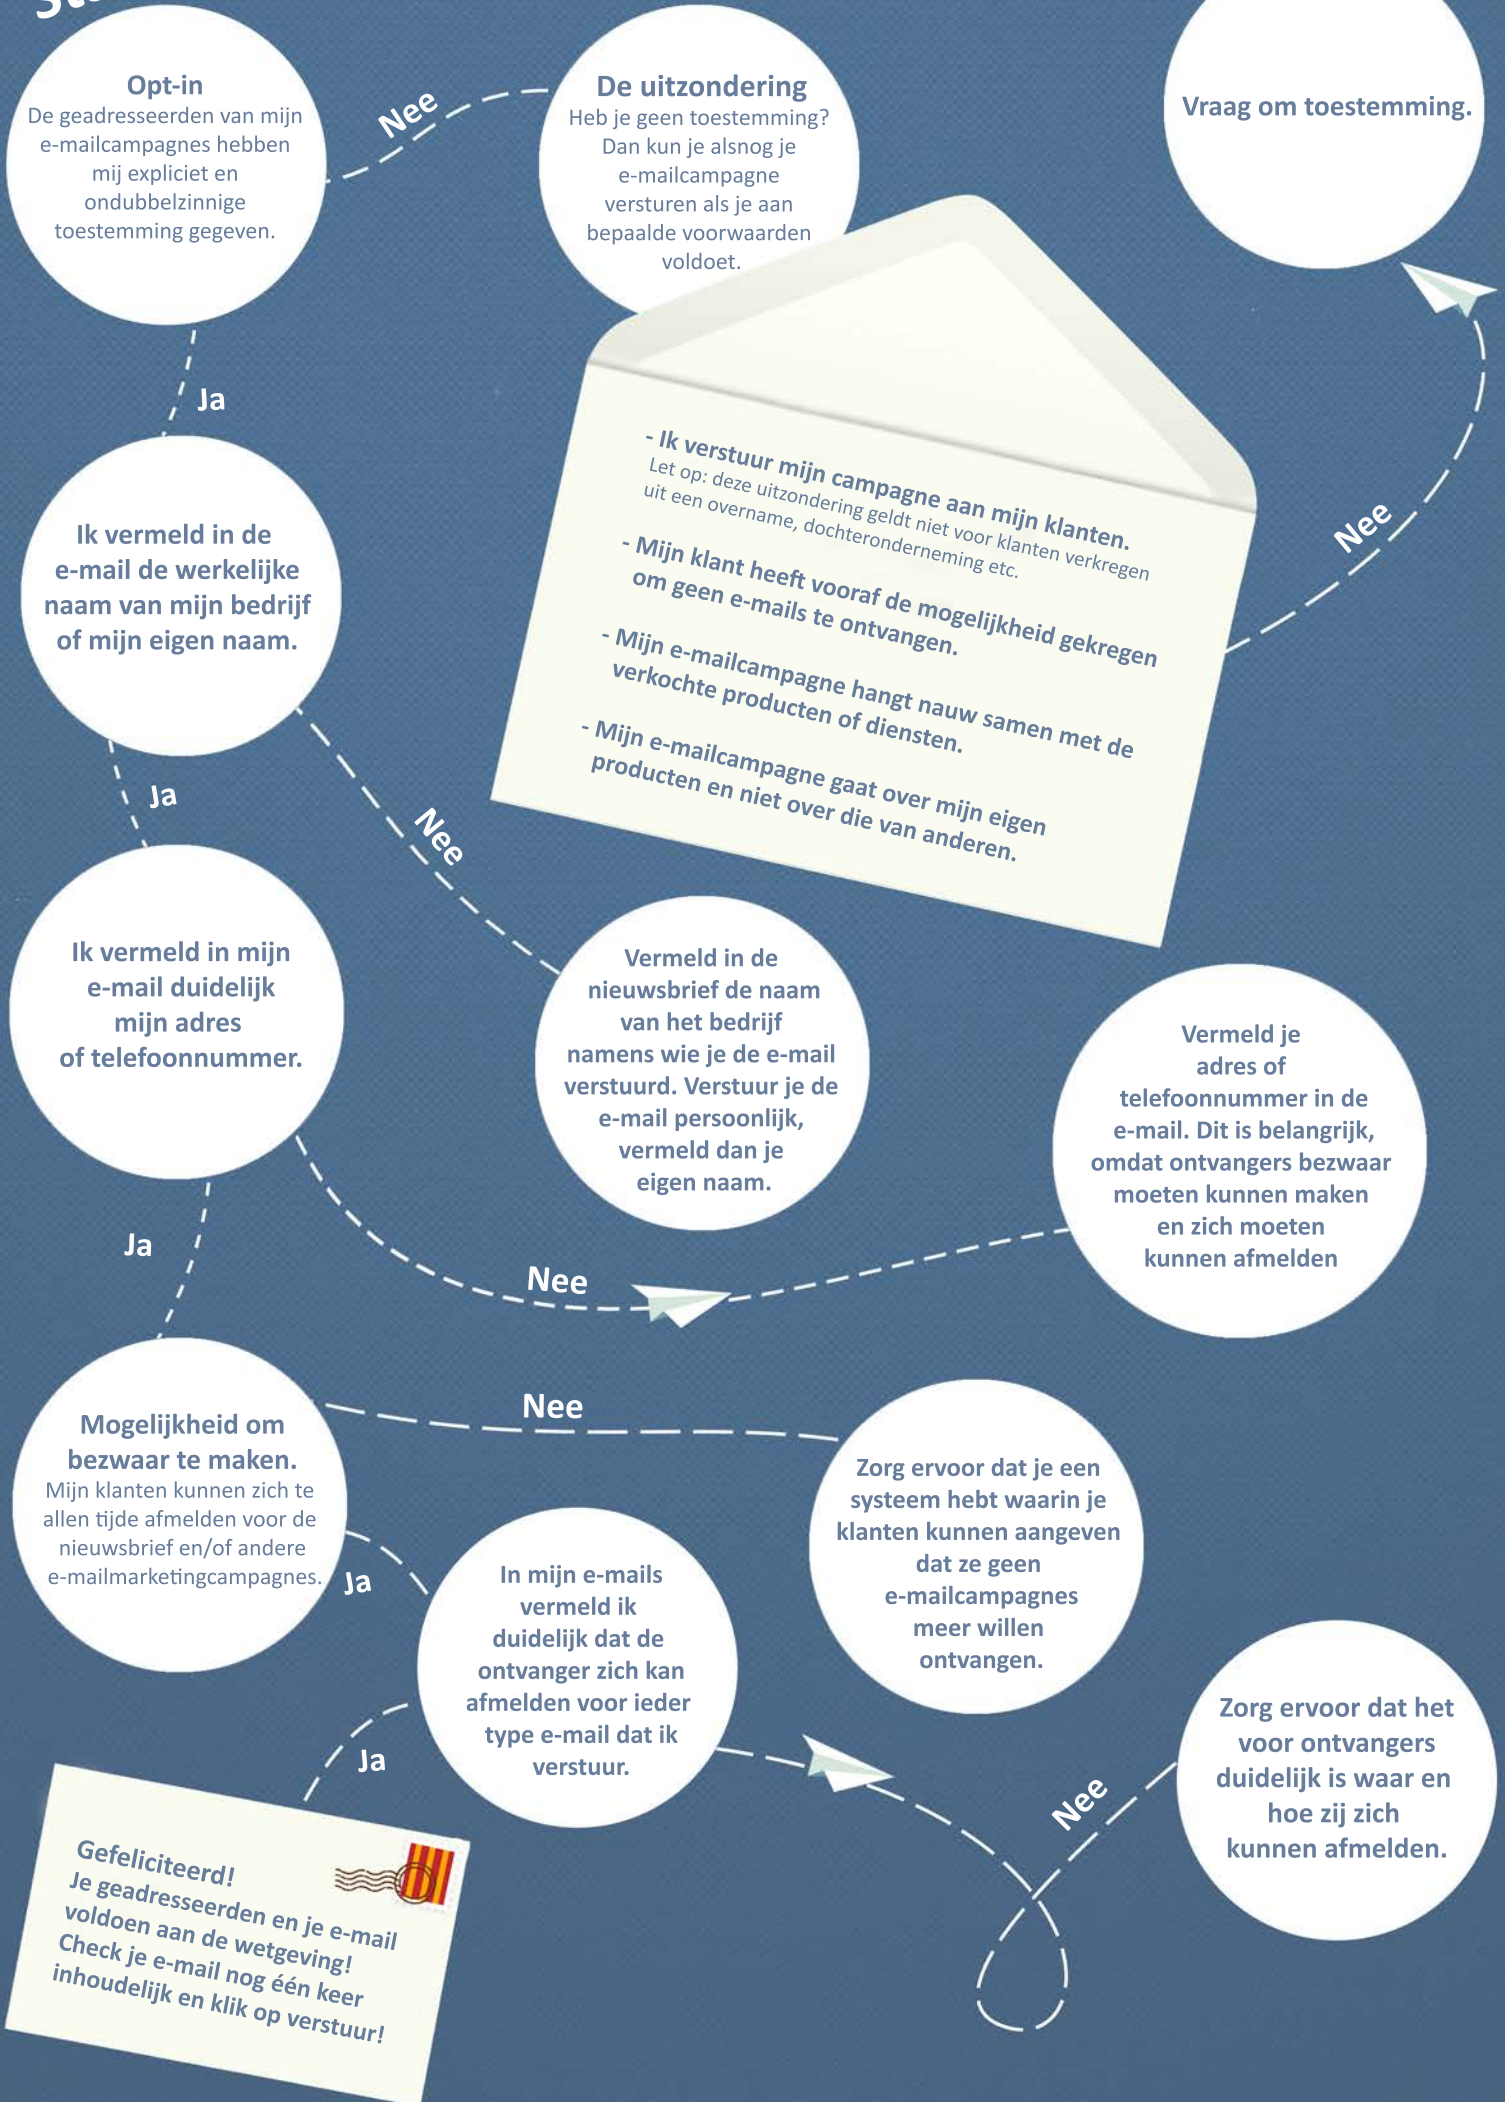 Opt-in
De geadresseerden van mijn
e-mailcampagnes hebben
mij expliciet en
ondubbelzinnige
toestemming gegeven.
Nee
De uitzondering
Heb je geen toestemming?
Dan kun je alsnog je
e-mailcampagne
versturen als je aan
bepaalde voorwaarden
voldoet.
Vraag om toestemming.
Ja
- Ik verstuur mijn campagne aan mijn klanten.
Let op: deze uitzondering geldt niet voor klanten verkregen
uit een overname, dochteronderneming etc.
- Mijn klant heeft vooraf de mogelijkheid gekregen
om geen e-mails te ontvangen.
- Mijn e-mailcampagne hangt nauw samen met de
verkochte producten of diensten.
- Mijn e-mailcampagne gaat over mijn eigen
producten en niet over die van anderen.
Nee
Ik vermeld in de
e-mail de werkelijke
naam van mijn bedrijf
of mijn eigen naam.
Ja
Nee
Vermeld in de
nieuwsbrief de naam
van het bedrijf
namens wie je de e-mail
verstuurd. Verstuur je de
e-mail persoonlijk,
vermeld dan je
eigen naam.
Ik vermeld in mijn
e-mail duidelijk
mijn adres
of telefoonnummer.
Vermeld je
adres of
telefoonnummer in de
e-mail. Dit is belangrijk,
omdat ontvangers bezwaar
moeten kunnen maken
en zich moeten
kunnen afmelden
Ja
Nee
Nee
Mogelijkheid om
bezwaar te maken.
Mijn klanten kunnen zich te
allen tijde afmelden voor de
nieuwsbrief en/of andere
e-mailmarketingcampagnes.
Ja
Zorg ervoor dat je een
systeem hebt waarin je
klanten kunnen aangeven
dat ze geen
e-mailcampagnes
meer willen
ontvangen.
In mijn e-mails
vermeld ik
duidelijk dat de
ontvanger zich kan
afmelden voor ieder
type e-mail dat ik
verstuur.
Ja
Nee
Zorg ervoor dat het
voor ontvangers
duidelijk is waar en
hoe zij zich
kunnen afmelden.
Gefeliciteerd!
Je geadresseerden en je e-mail
voldoen aan de wetgeving!
Check je e-mail nog één keer
inhoudelijk en klik op verstuur!